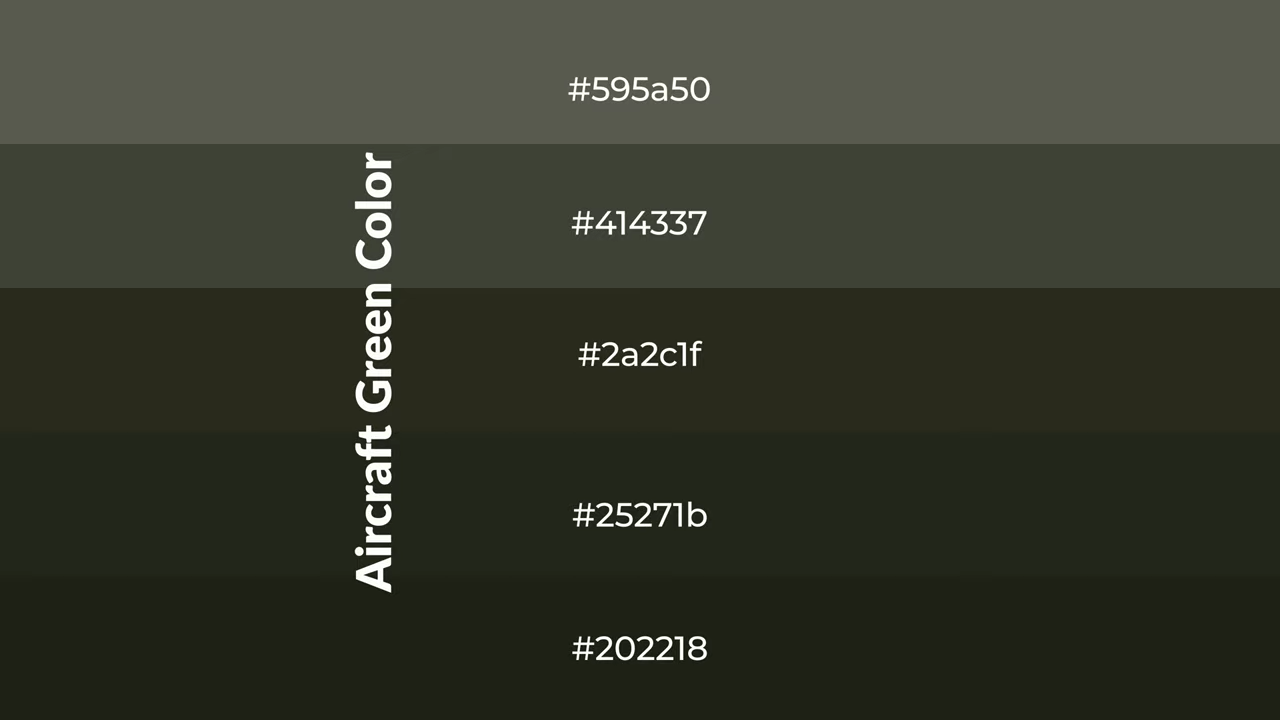 Aircraft Green Color
#595a50
#414337
#2a2c1f
#25271b
#202218